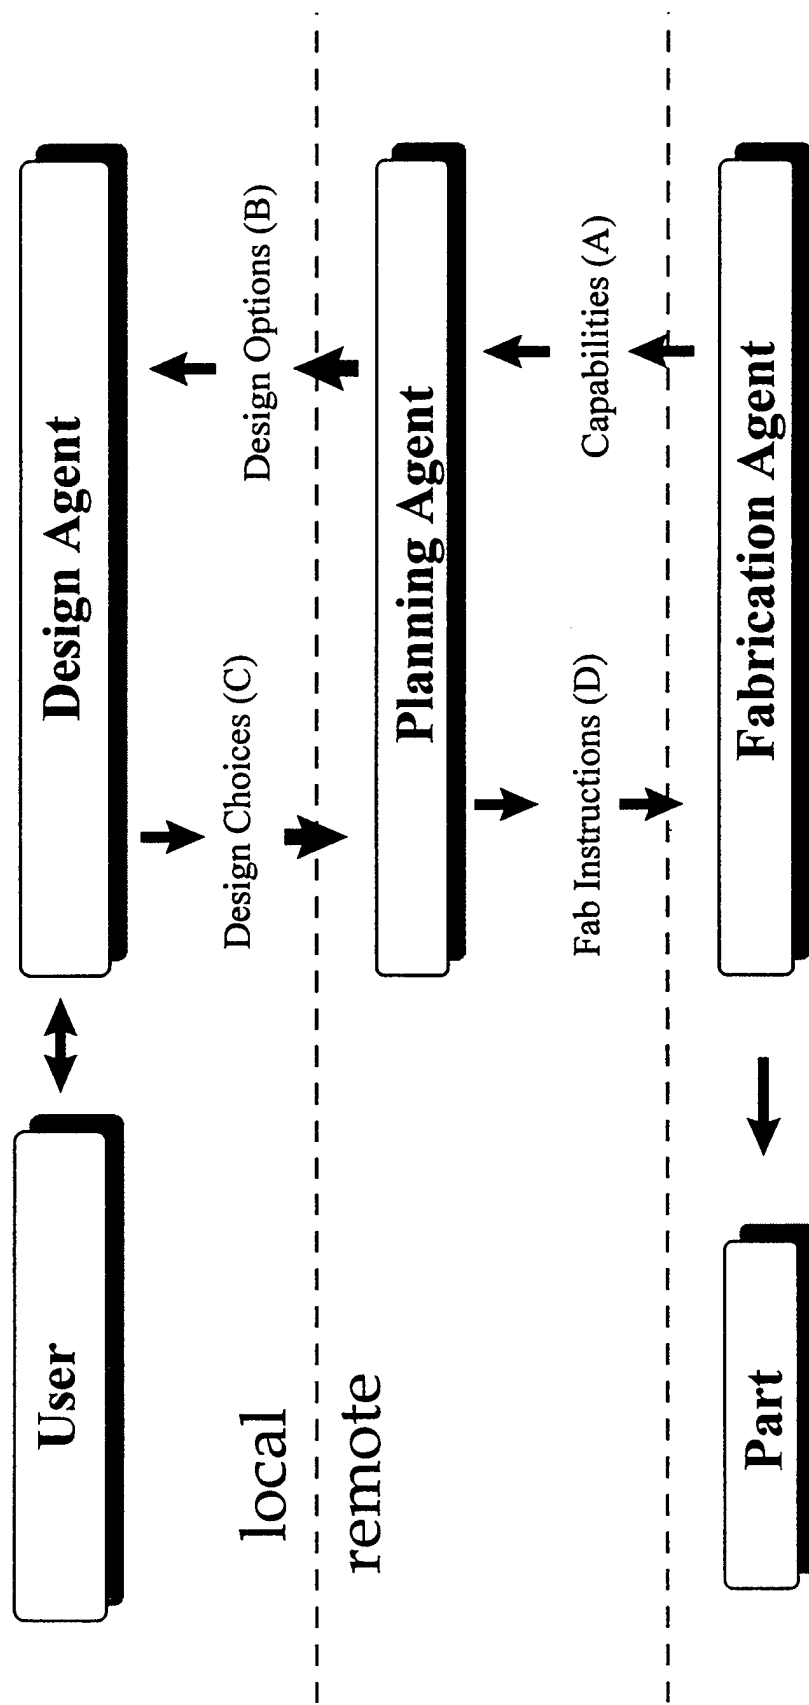 User
Design Agent
Design Choices (C)
Design Options (B)
local
remote
Planning Agent
Fab Instructions (D)
Capabilities (A)
Part
Fabrication Agent